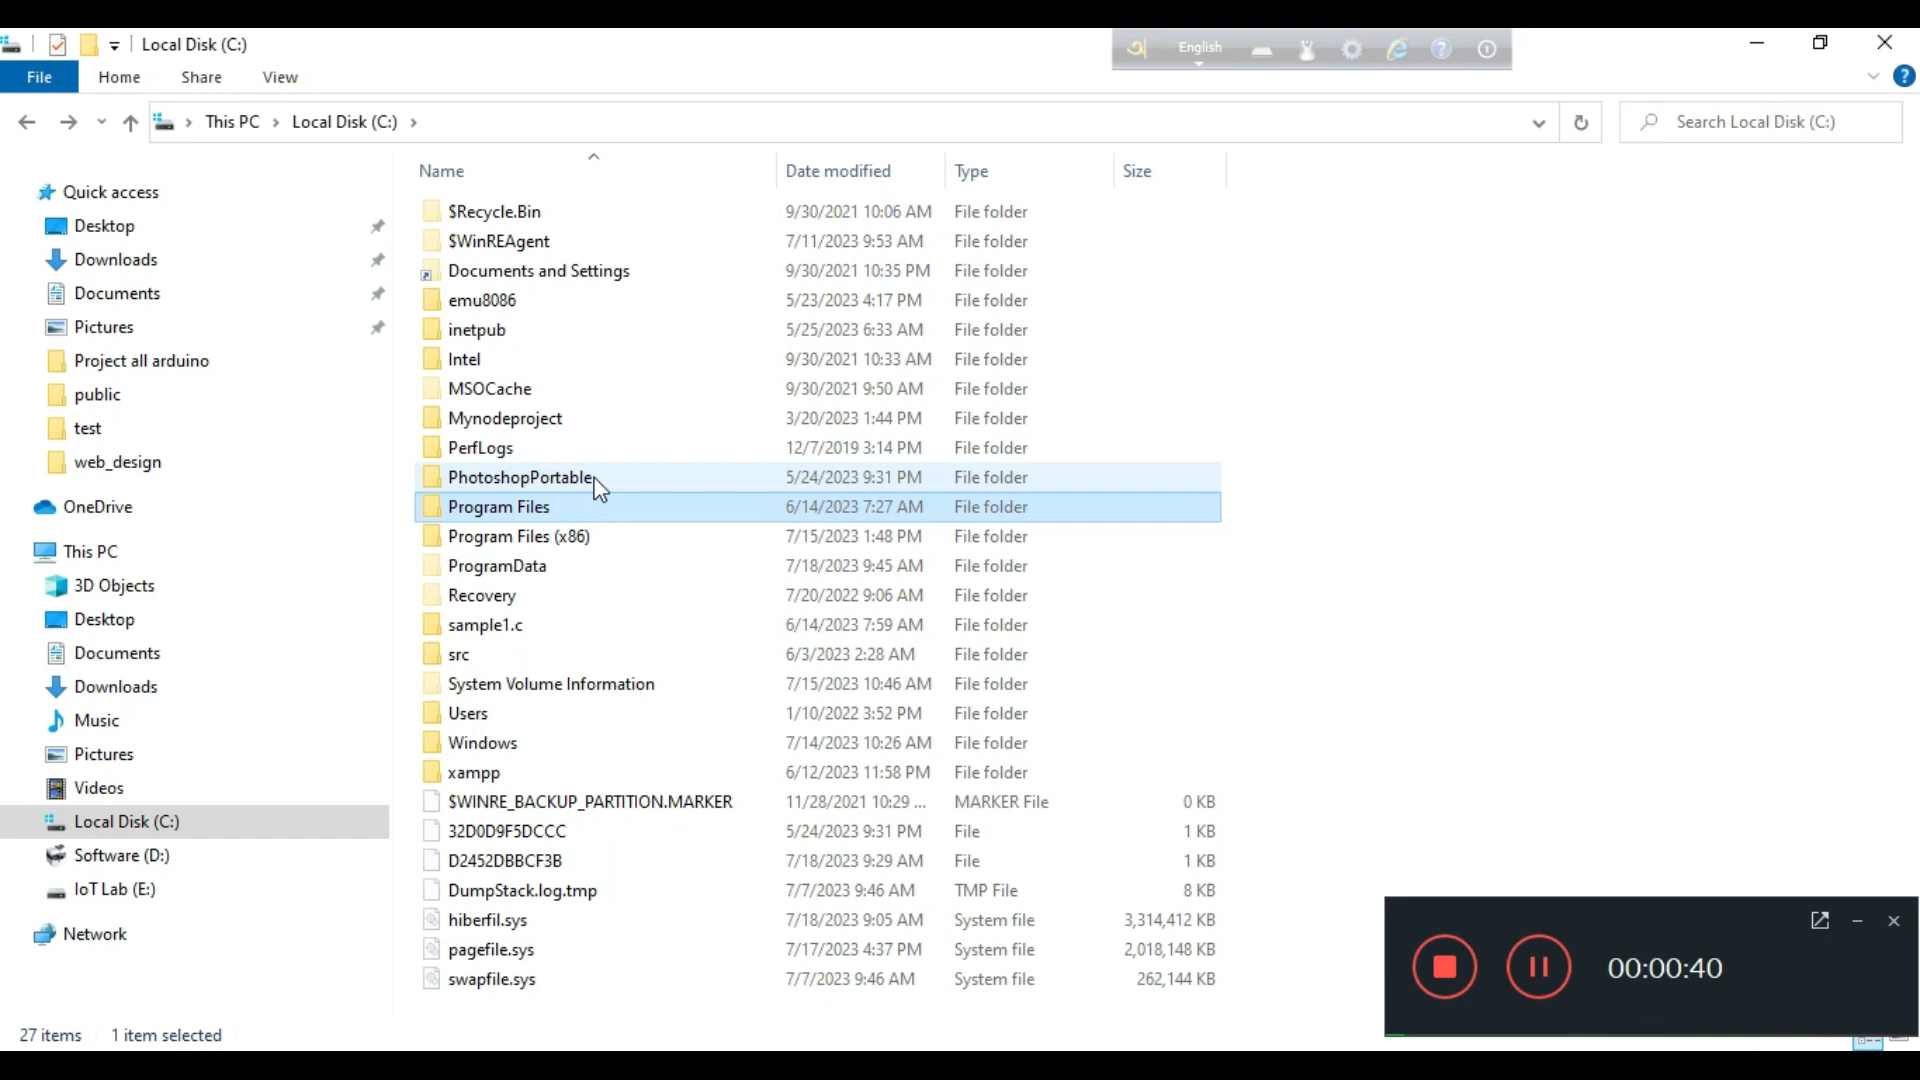 Local Disk (C:)
English
File Home Share View
This PC Local Disk (C:)
Search Local Disk (C:)
Name Date modified Type Size
Quick access
Desktop
Downloads
Documents
Pictures
Project all arduino
public
test
web_design
OneDrive
This PC
3D Objects
Desktop
Documents
Downloads
Music
Pictures
Videos
Local Disk (C:)
Software (D:)
IoT Lab (E:)
Network
$Recycle.Bin 9/30/2021 10:06 AM File folder
$WinREAgent 7/11/2023 9:53 AM File folder
Documents and Settings 9/30/2021 10:35 PM File folder
emu8086 5/23/2023 4:17 PM File folder
inetpub 5/25/2023 6:33 AM File folder
Intel 9/30/2021 10:33 AM File folder
MSOCache 9/30/2021 9:50 AM File folder
Mynodeproject 3/20/2023 1:44 PM File folder
PerfLogs 12/7/2019 3:14 PM File folder
PhotoshopPortable 5/24/2023 9:31 PM File folder
Program Files 6/14/2023 7:27 AM File folder
Program Files (x86) 7/15/2023 1:48 PM File folder
ProgramData 7/18/2023 9:45 AM File folder
Recovery 7/20/2022 9:06 AM File folder
sample1.c 6/14/2023 7:59 AM File folder
src 6/3/2023 2:28 AM File folder
System Volume Information 7/15/2023 10:46 AM File folder
Users 1/10/2022 3:52 PM File folder
Windows 7/14/2023 10:26 AM File folder
xampp 6/12/2023 11:58 PM File folder
$WINRE_BACKUP_PARTITION.MARKER 11/28/2021 10:29 ... MARKER File 0 KB
32D0D9F5DCCC 5/24/2023 9:31 PM File 1 KB
D2452DBBCF3B 7/18/2023 9:29 AM File 1 KB
DumpStack.log.tmp 7/7/2023 9:46 AM TMP File 8 KB
hiberfil.sys 7/18/2023 9:05 AM System file 3,314,412 KB
pagefile.sys 7/17/2023 4:37 PM System file 2,018,148 KB
swapfile.sys 7/7/2023 9:46 AM System file 262,144 KB
00:00:40
27 items 1 item selected